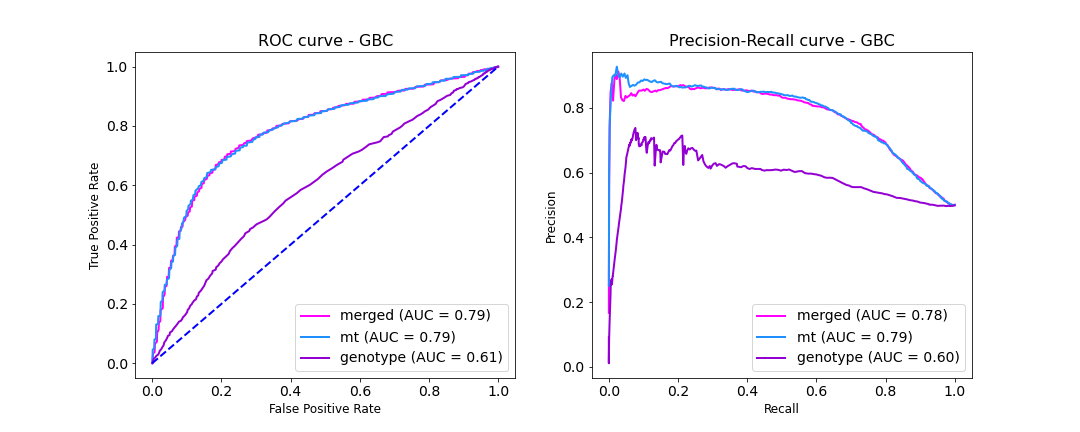 ROC curve - GBC
True Positive Rate
1.0
0.8
0.6
0.4
0.2
0.0
merged (AUC = 0.79)
mt (AUC = 0.79)
genotype (AUC = 0.61)
0.0 0.2 0.4 0.6 0.8 1.0
False Positive Rate
Precision-Recall curve - GBC
Precision
0.8
0.6
0.4
0.2
0.0
merged (AUC = 0.78)
mt (AUC = 0.79)
genotype (AUC = 0.60)
0.0 0.2 0.4 0.6 0.8 1.0
Recall